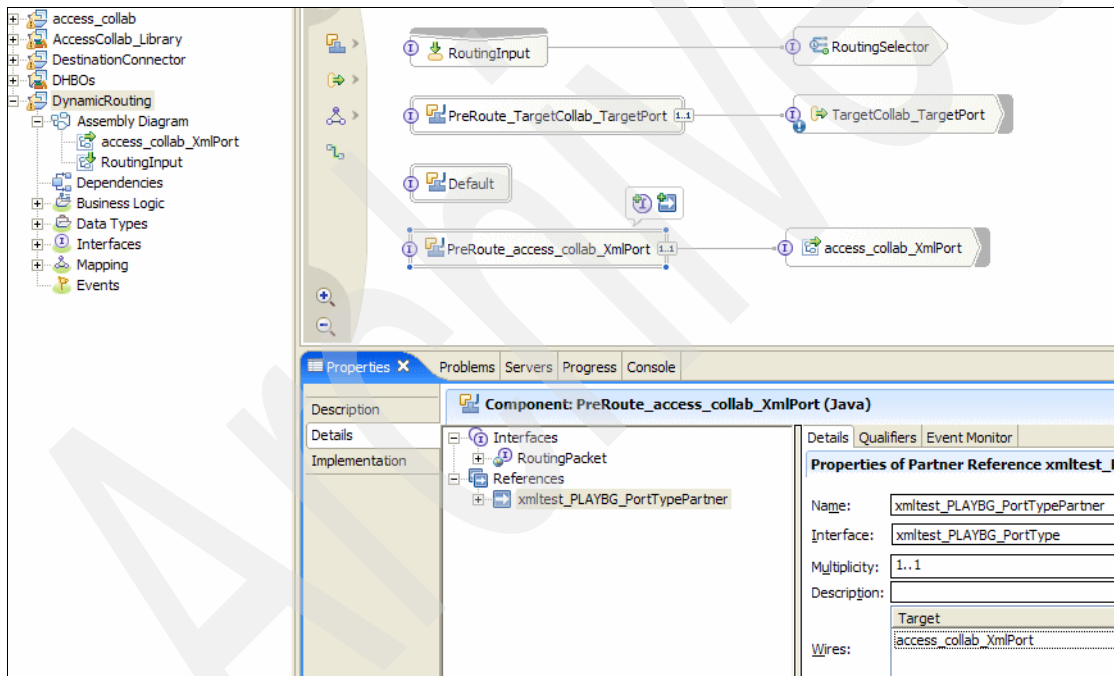 access_collab
AccessCollab_Library
DestinationConnector
DHBOs
DynamicRouting
Assembly Diagram
access_collab_XmlPort
RoutingInput
Dependencies
Business Logic
Data Types
Interfaces
Mapping
Events
RoutingInput
RoutingSelector
PreRoute_TargetCollab_TargetPort 1..1
TargetCollab_TargetPort
Default
PreRoute_access_collab_XmlPort 1..1
access_collab_XmlPort
Properties Problems Servers Progress Console
Description
Details
Implementation
Component: PreRoute_access_collab_XmlPort (Java)
Interfaces
RoutingPacket
References
xmltest_PLAYBG_PortTypePartner
Details Qualifiers Event Monitor
Properties of Partner Reference xmltest_
Name: xmltest_PLAYBG_PortTypePartner
Interface: xmltest_PLAYBG_PortType
Multiplicity: 1..1
Description:
Target
Wires: access_collab_XmlPort